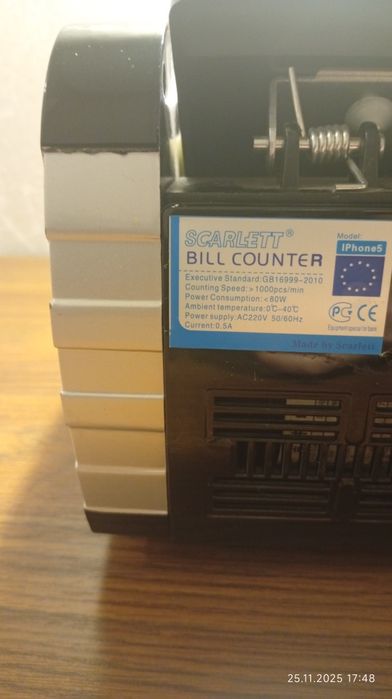 SCARLETT®
BILL COUNTER
Model:
IPhone5
Executive Standard:GB16999-2010
Counting Speed:>1000pcs/min
Power Consumption:<80W
Ambient temperature:0℃-40℃
Power supply:AC220V 50/60Hz
Current:0.5A
PC CE
Equipment special for bank
Made by Scarlett
25.11.2025 17:48